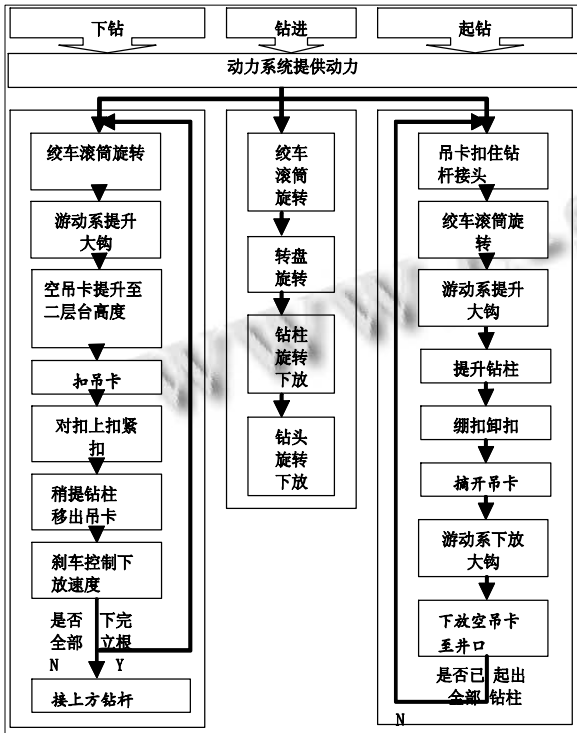 下钻
钻进
起钻
动力系统提供动力
绞车滚筒旋转
游动系提升
大钩
空吊卡提升至
二层台高度
扣吊卡
对扣上扣紧
扣
稍提钻柱
移出吊卡
刹车控制下
放速度
是否 下完
全部 立根
N Y
接上方钻杆
绞车
滚筒
旋转
转盘
旋转
钻柱
旋转
下放
钻头
旋转
下放
吊卡扣住钻
杆接头
绞车滚筒旋
转
游动系提升
大钩
提升钻柱
绷扣卸扣
摘开吊卡
游动系下放
大钩
下放空吊卡
至井口
是否已 起出
全部 钻柱
N